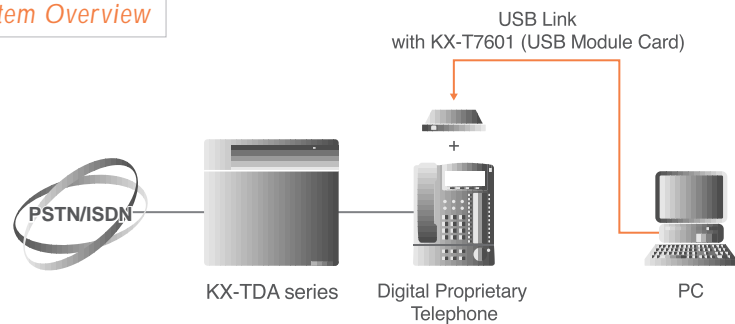 tem Overview
USB Link
with KX-T7601 (USB Module Card)
+
PSTN/ISDN
KX-TDA series
Digital Proprietary
Telephone
PC